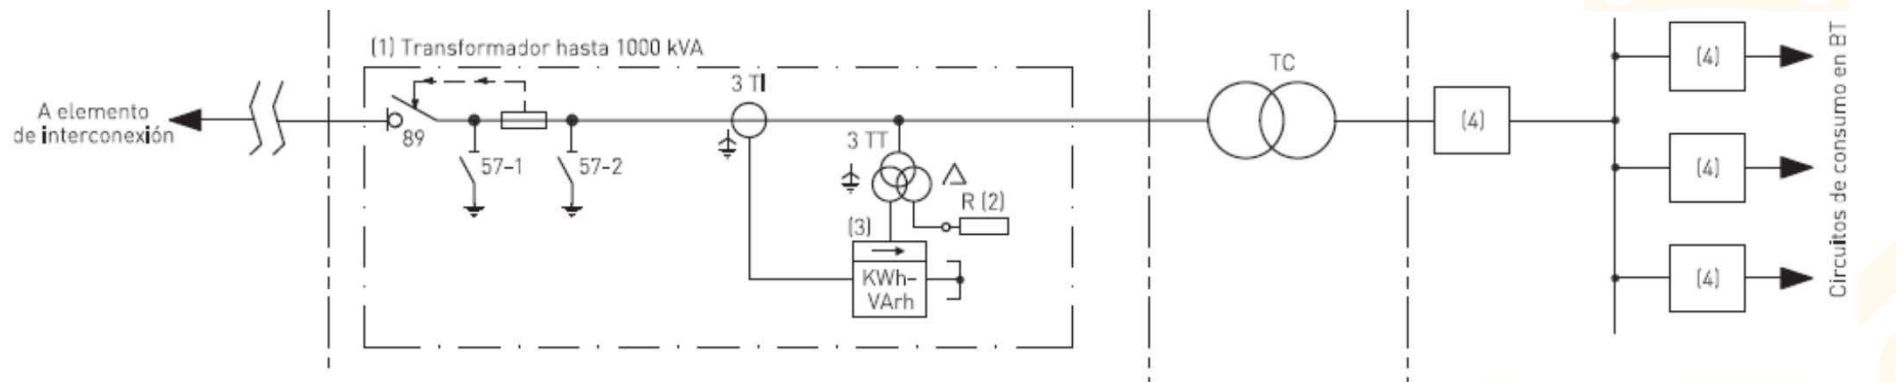 (1) Transformador hasta 1000 kVA
A elemento
de interconexión
89
57-1
57-2
3 TI
3 TT
Δ
R (2)
(3)
KWh-
VArh
TC
(4)
(4)
(4)
(4)
Circuitos de consumo en BT